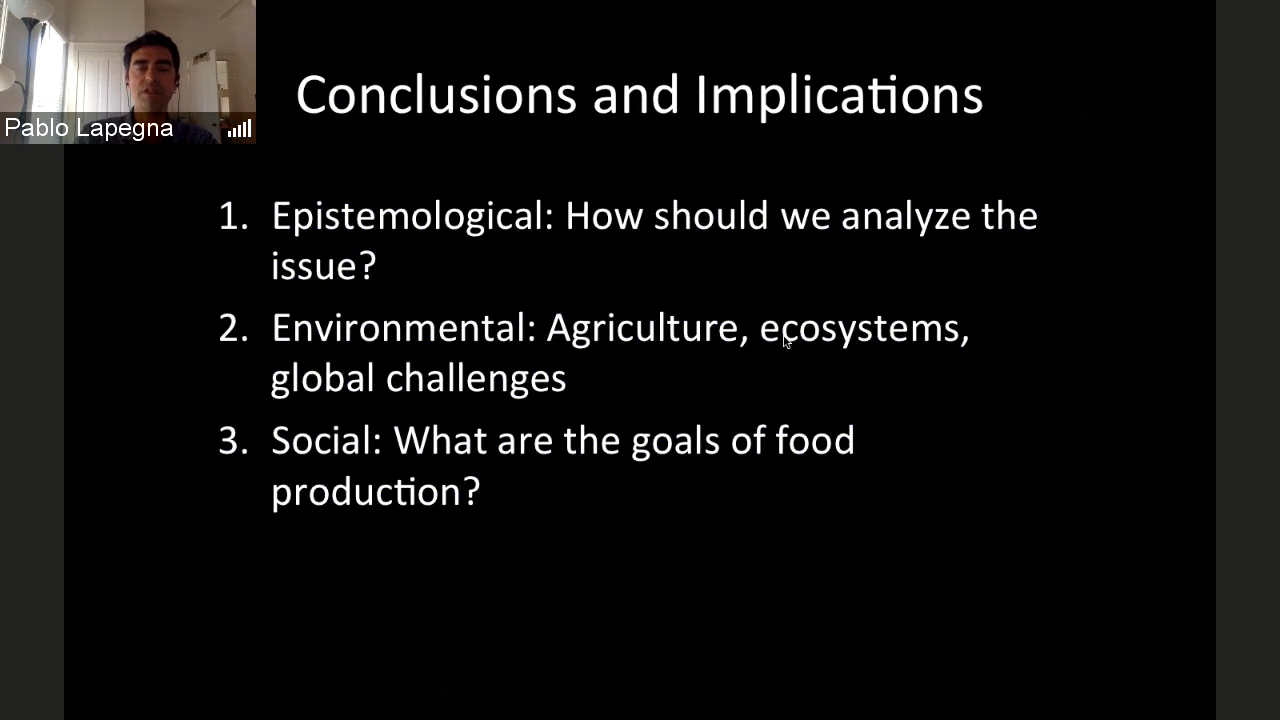 Conclusions and Implications
Pablo Lapegna
1. Epistemological: How should we analyze the
issue?
2. Environmental: Agriculture, ecosystems,
global challenges
3. Social: What are the goals of food
production?